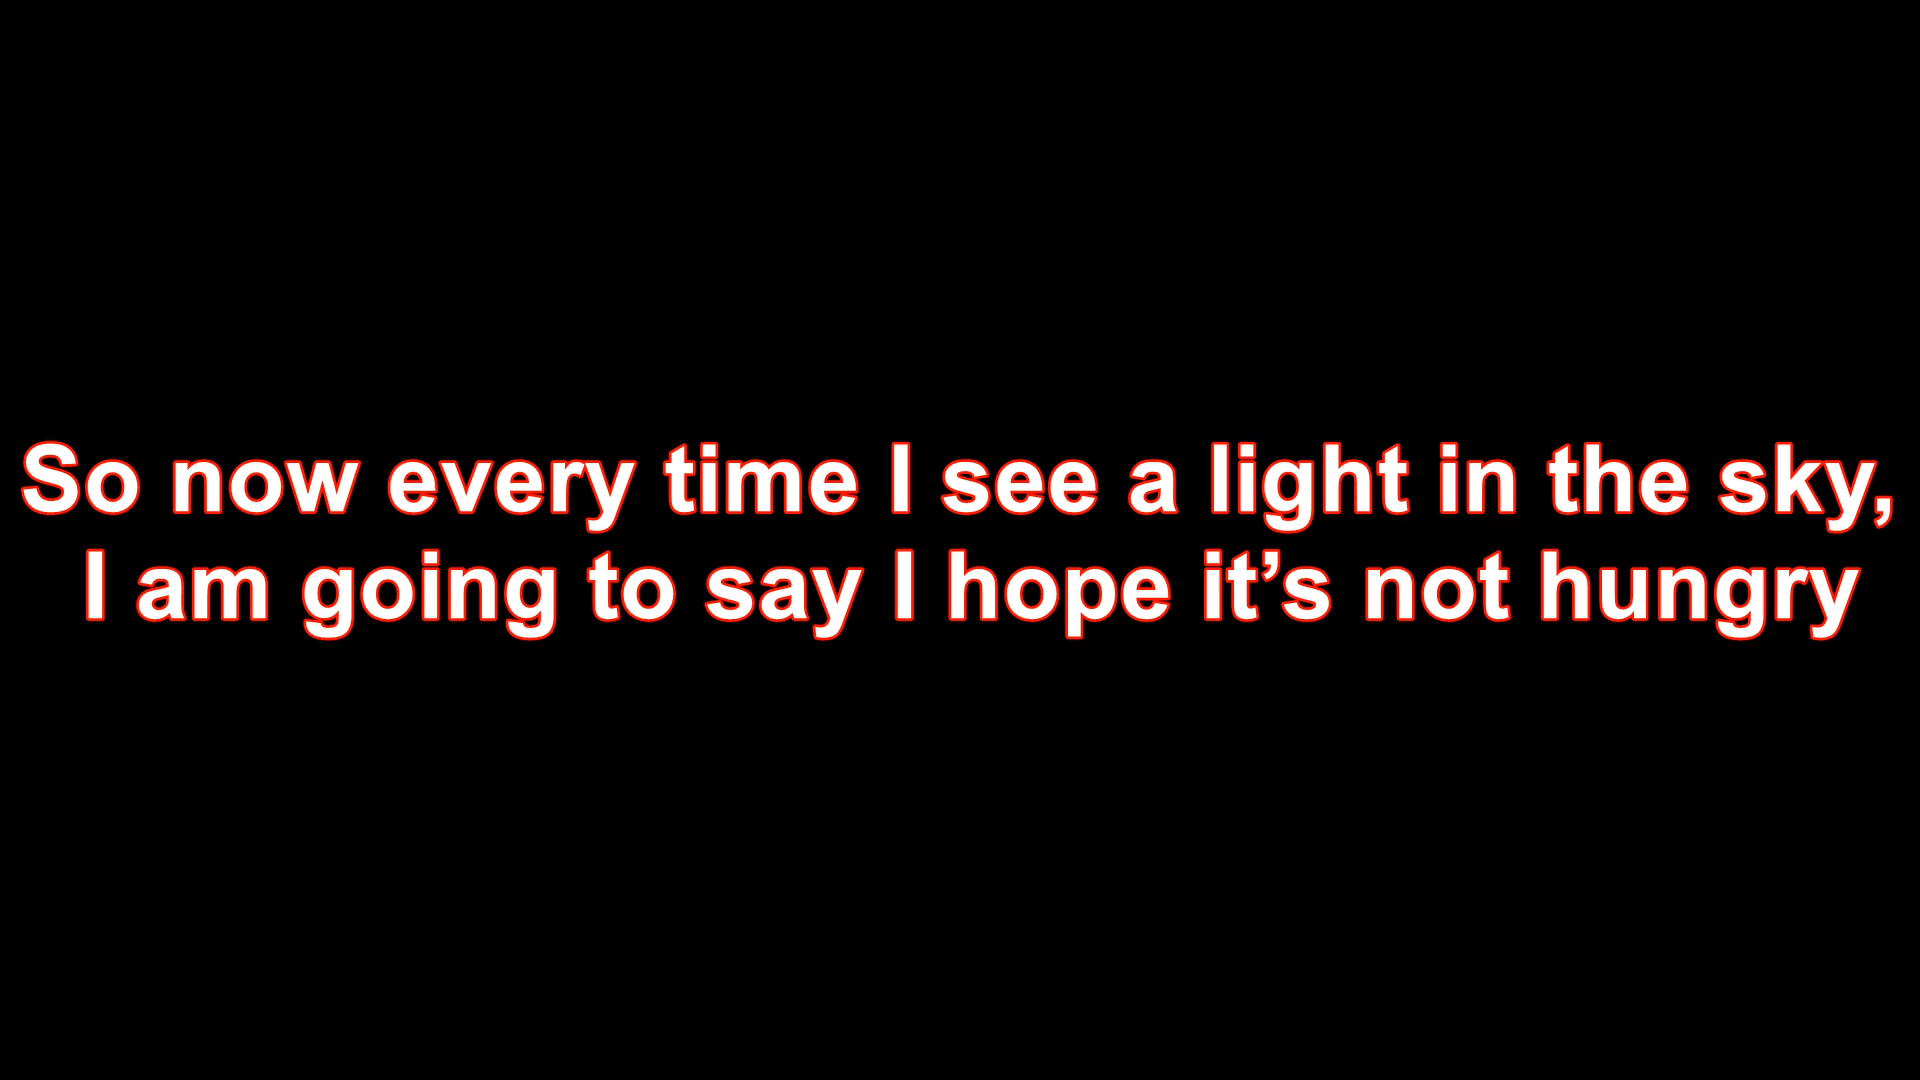 So now every time I see a light in the sky,
I am going to say I hope it’s not hungry